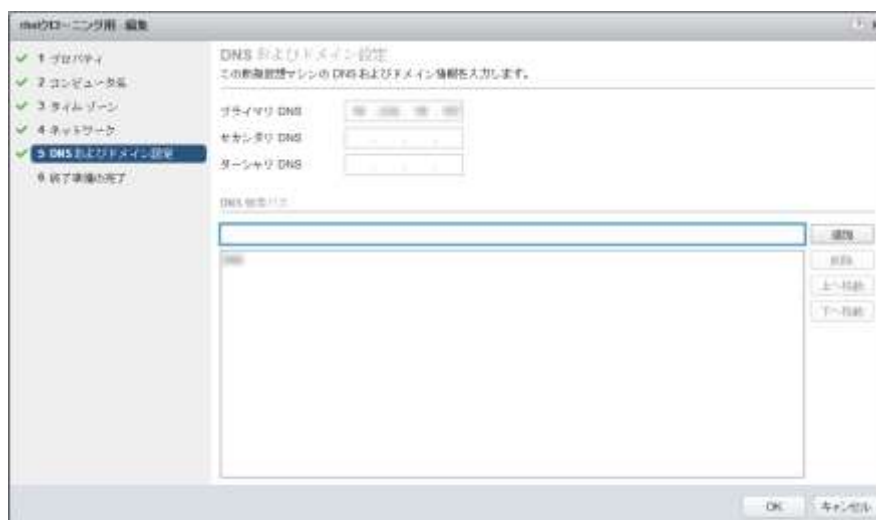 rhelクローニング用 - 編集
✓ 1 プロパティ
✓ 2 コンピュータ名
✓ 3 タイム ゾーン
✓ 4 ネットワーク
✓ 5 DNS およびドメイン設定
6 終了準備の完了
DNS およびドメイン設定
この新規仮想マシンの DNS およびドメイン情報を入力します。
プライマリ DNS
セカンダリ DNS
ターシャリ DNS
DNS 検索パス
追加
削除
上へ移動
下へ移動
OK
キャンセル